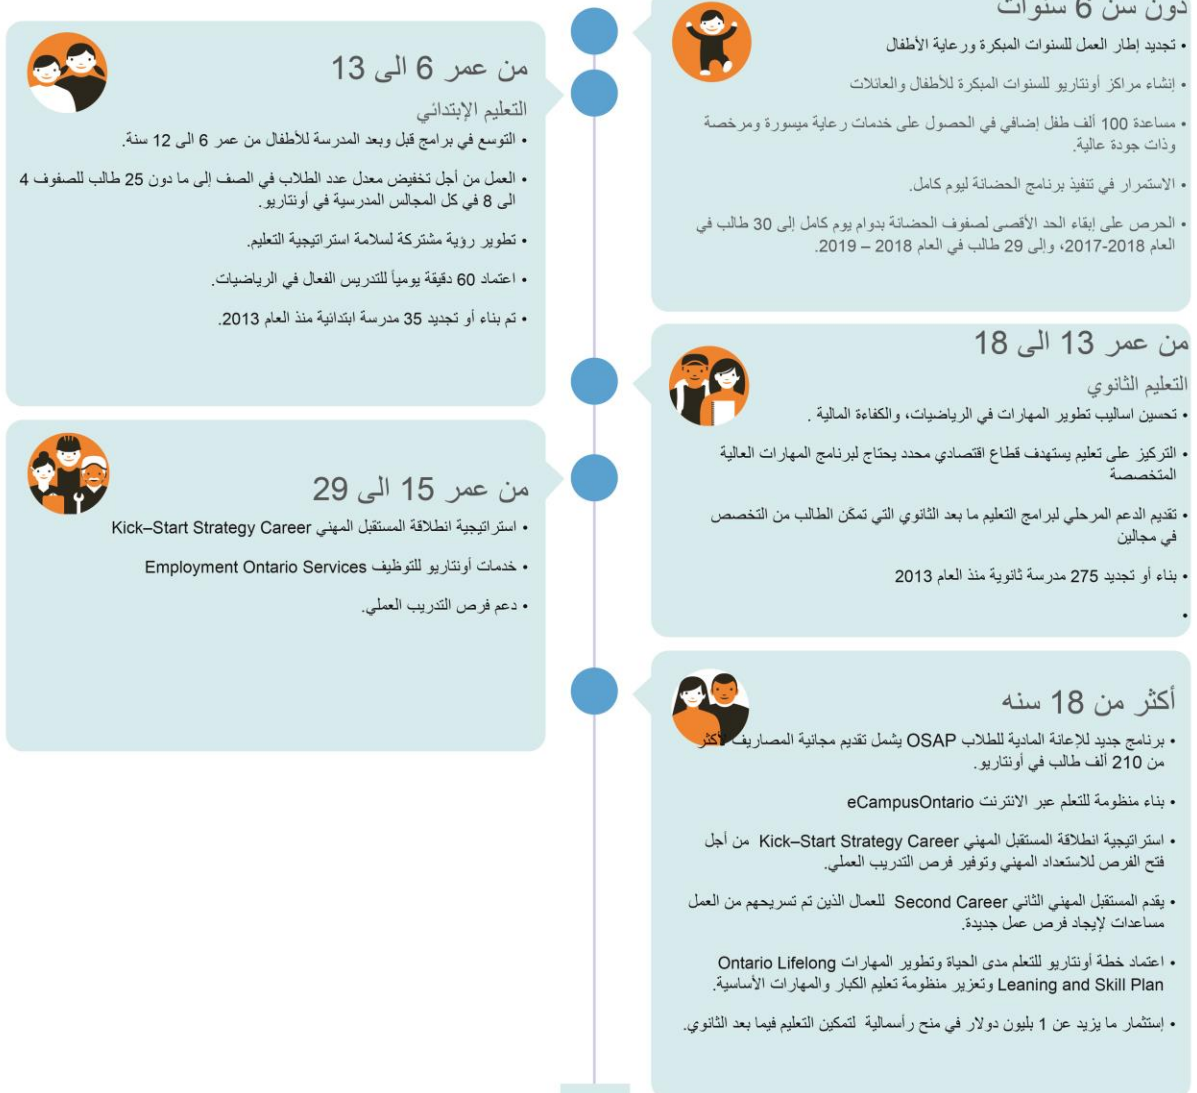 دون سن 6 سنوات
• تجديد إطار العمل للسنوات المبكرة ورعاية الأطفال
• إنشاء مراكز أونتاريو للسنوات المبكرة للأطفال والعائلات
• مساعدة 100 ألف طفل إضافي في الحصول على خدمات رعاية ميسورة ومرخصة
وذات جودة عالية.
• الاستمرار في تنفيذ برنامج الحضانة ليوم كامل.
• الحرص على إبقاء الحد الأقصى لصفوف الحضانة بدوام يوم كامل إلى 30 طالب في
العام 2018-2017، وإلى 29 طالب في العام 2018 – 2019.
من عمر 6 الى 13
التعليم الإبتدائي
• التوسع في برامج قبل وبعد المدرسة للأطفال من عمر 6 الى 12 سنة.
• العمل من أجل تخفيض معدل عدد الطلاب في الصف إلى ما دون 25 طالب للصفوف 4
الى 8 في كل المجالس المدرسية في أونتاريو.
• تطوير رؤية مشتركة لسلامة استراتيجية التعليم.
• اعتماد 60 دقيقة يومياً للتدريس الفعال في الرياضيات.
• تم بناء أو تجديد 35 مدرسة ابتدائية منذ العام 2013.
من عمر 13 الى 18
التعليم الثانوي
• تحسين اساليب تطوير المهارات في الرياضيات، والكفاءة المالية .
• التركيز على تعليم يستهدف قطاع اقتصادي محدد يحتاج لبرنامج المهارات العالية
المتخصصة
• تقديم الدعم المرحلي لبرامج التعليم ما بعد الثانوي التي تمكّن الطالب من التخصص
في مجالين
• بناء أو تجديد 275 مدرسة ثانوية منذ العام 2013
•
من عمر 15 الى 29
• استراتيجية انطلاقة المستقبل المهني Kick–Start Strategy Career
• خدمات أونتاريو للتوظيف Employment Ontario Services
• دعم فرص التدريب العملي.
أكثر من 18 سنه
• برنامج جديد للإعانة المادية للطلاب OSAP يشمل تقديم مجانية المصاريف لأكثر
من 210 ألف طالب في أونتاريو.
• بناء منظومة للتعلم عبر الانترنت eCampusOntario
• استراتيجية انطلاقة المستقبل المهني Kick–Start Strategy Career من أجل
فتح الفرص للاستعداد المهني وتوفير فرص التدريب العملي.
• يقدم المستقبل المهني الثاني Second Career للعمال الذين تم تسريحهم من العمل
مساعدات لإيجاد فرص عمل جديدة.
• اعتماد خطة أونتاريو للتعلم مدى الحياة وتطوير المهارات Ontario Lifelong
Leaning and Skill Plan وتعزير منظومة تعليم الكبار والمهارات الأساسية.
• إستثمار ما يزيد عن 1 بليون دولار في منح رأسمالية لتمكين التعليم فيما بعد الثانوي.